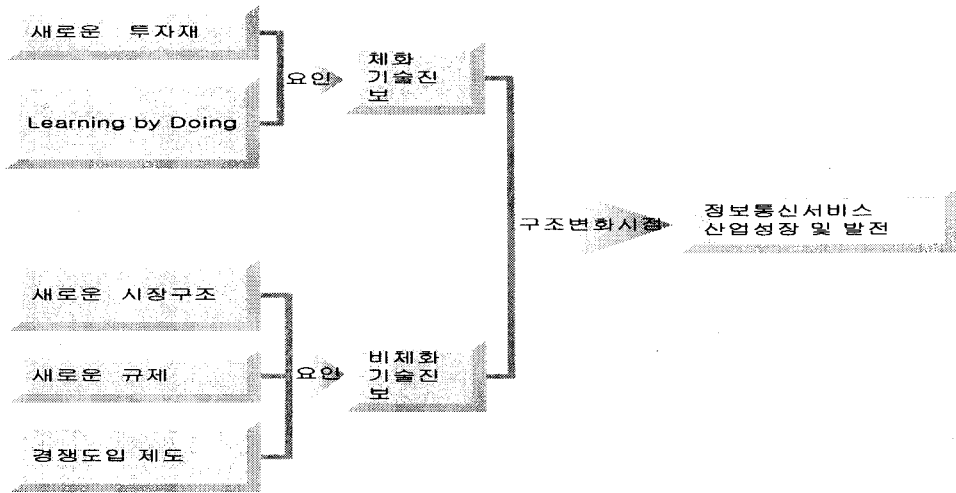 새로운 투자재
Learning by Doing
요인
체화
기술진
보
새로운 시장구조
새로운 규제
경쟁도입 제도
요인
비체화
기술진
보
구조변화시점
정보통신서비스
산업성장 및 발전